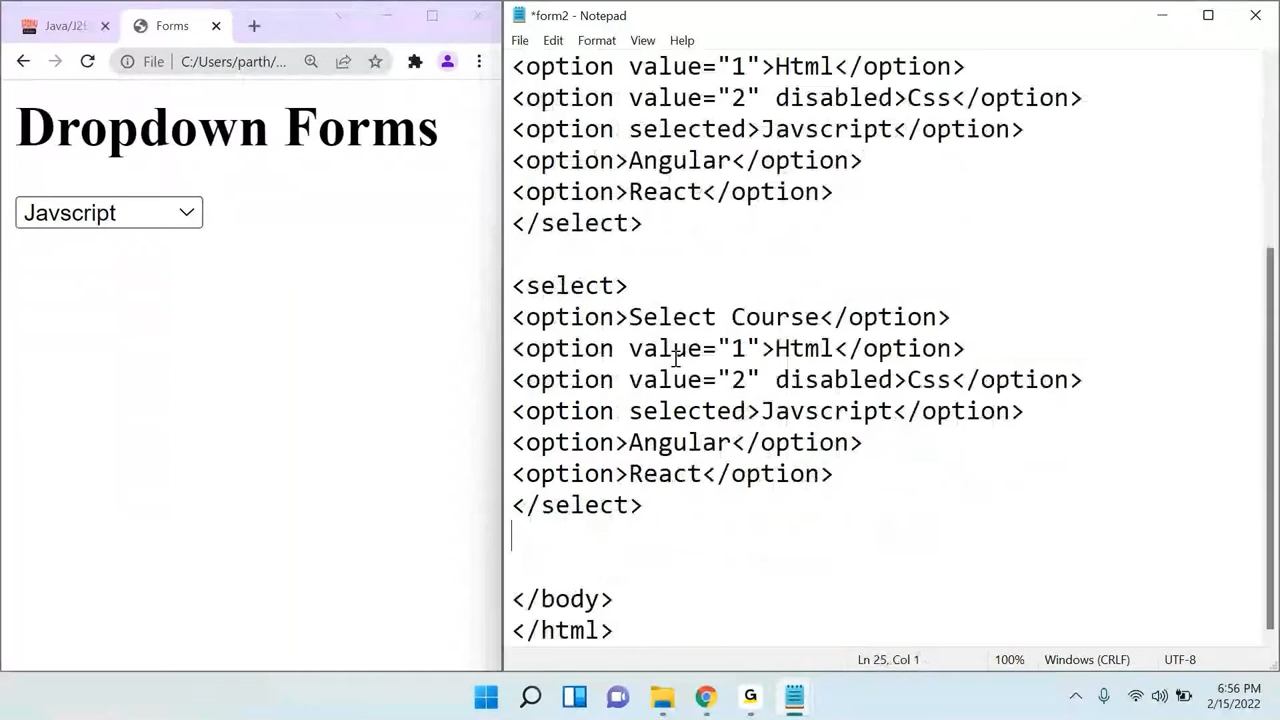 Java/J2:
Forms
File
C:/Users/parth/...
Dropdown Forms
Javscript
*form2 - Notepad
File Edit Format View Help
<option value="1">Html</option>
<option value="2" disabled>Css</option>
<option selected>Javscript</option>
<option>Angular</option>
<option>React</option>
</select>
<select>
<option>Select Course</option>
<option value="1">Html</option>
<option value="2" disabled>Css</option>
<option selected>Javscript</option>
<option>Angular</option>
<option>React</option>
</select>
</body>
</html>
Ln 25, Col 1
100%
Windows (CRLF)
UTF-8
G
6:56 PM
2/15/2022